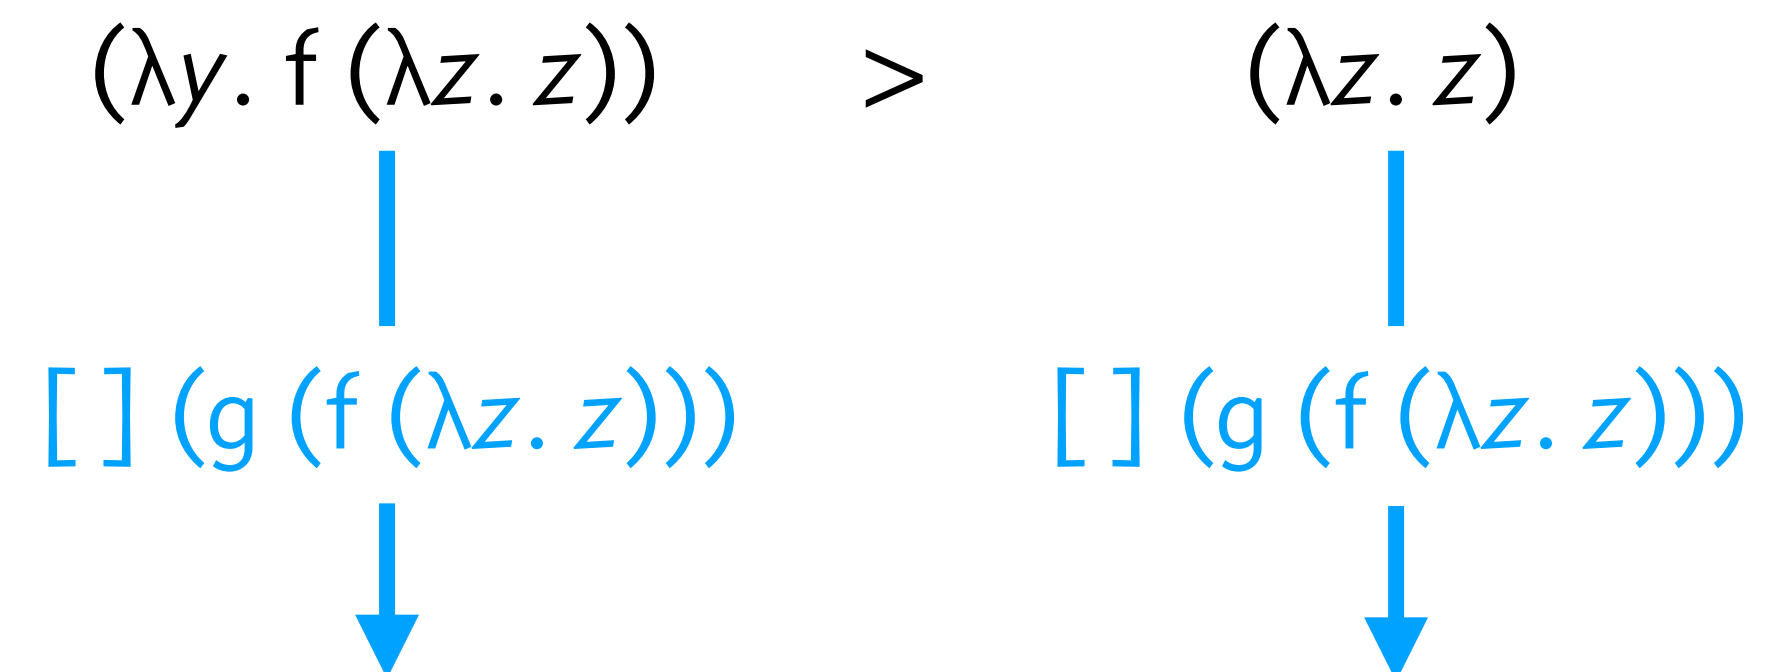 (λy. f (λz. z)) > (λz. z)
[ ] (g (f (λz. z))) [ ] (g (f (λz. z)))